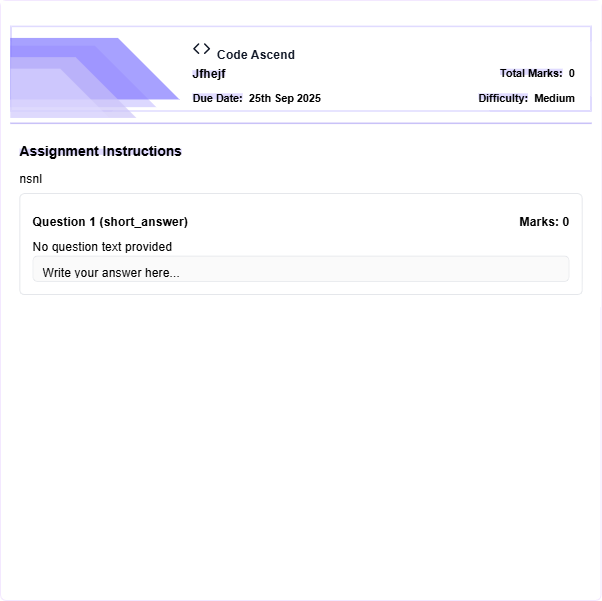 Code Ascend
Jfhejf
Total Marks: 0
Due Date: 25th Sep 2025
Difficulty: Medium
Assignment Instructions
nsnl
Question 1 (short_answer)
Marks: 0
No question text provided
Write your answer here...